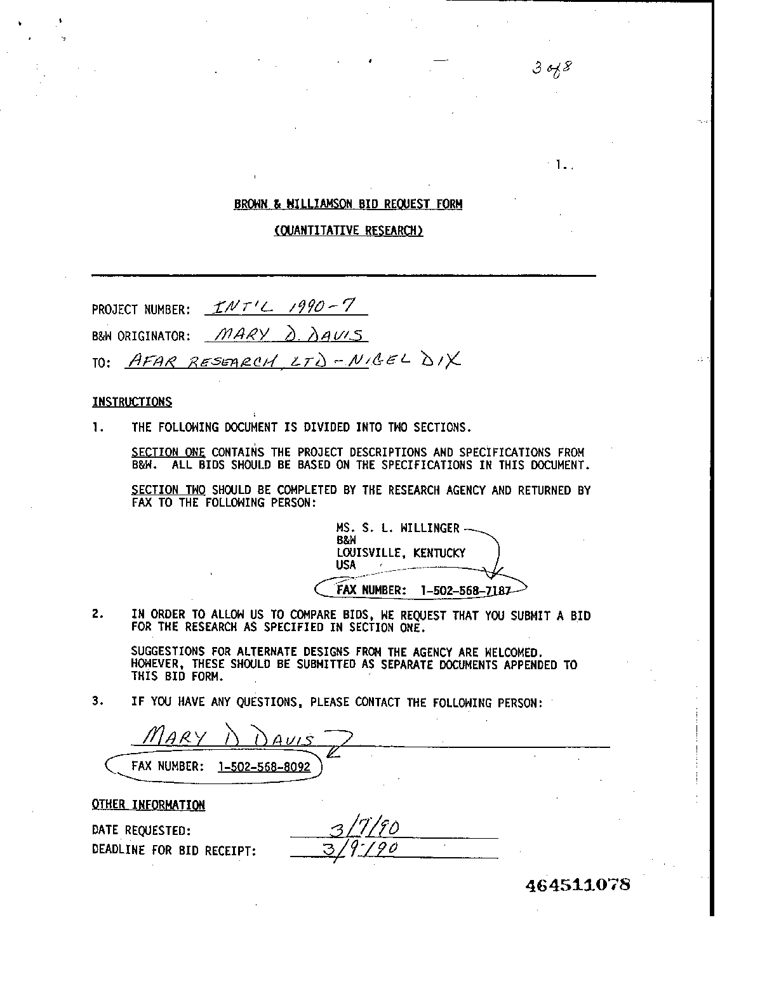 3 of 8
1.
BROWN & WILLIAMSON BID REQUEST FORM
(QUANTITATIVE RESEARCH)
PROJECT NUMBER: INT'L 1990-7
B&W ORIGINATOR: MARY D. DAVIS
TO: AFAR RESEARCH LTD - NIGEL DIX
INSTRUCTIONS
1. THE FOLLOWING DOCUMENT IS DIVIDED INTO TWO SECTIONS.
SECTION ONE CONTAINS THE PROJECT DESCRIPTIONS AND SPECIFICATIONS FROM
B&W. ALL BIDS SHOULD BE BASED ON THE SPECIFICATIONS IN THIS DOCUMENT.
SECTION TWO SHOULD BE COMPLETED BY THE RESEARCH AGENCY AND RETURNED BY
FAX TO THE FOLLOWING PERSON:
MS. S. L. WILLINGER
B&W
LOUISVILLE, KENTUCKY
USA
FAX NUMBER: 1-502-568-7187
2. IN ORDER TO ALLOW US TO COMPARE BIDS, WE REQUEST THAT YOU SUBMIT A BID
FOR THE RESEARCH AS SPECIFIED IN SECTION ONE.
SUGGESTIONS FOR ALTERNATE DESIGNS FROM THE AGENCY ARE WELCOMED.
HOWEVER, THESE SHOULD BE SUBMITTED AS SEPARATE DOCUMENTS APPENDED TO
THIS BID FORM.
3. IF YOU HAVE ANY QUESTIONS, PLEASE CONTACT THE FOLLOWING PERSON:
MARY D DAVIS
FAX NUMBER: 1-502-568-8092
OTHER INFORMATION
DATE REQUESTED: 3/7/90
DEADLINE FOR BID RECEIPT: 3/9/90
464511078